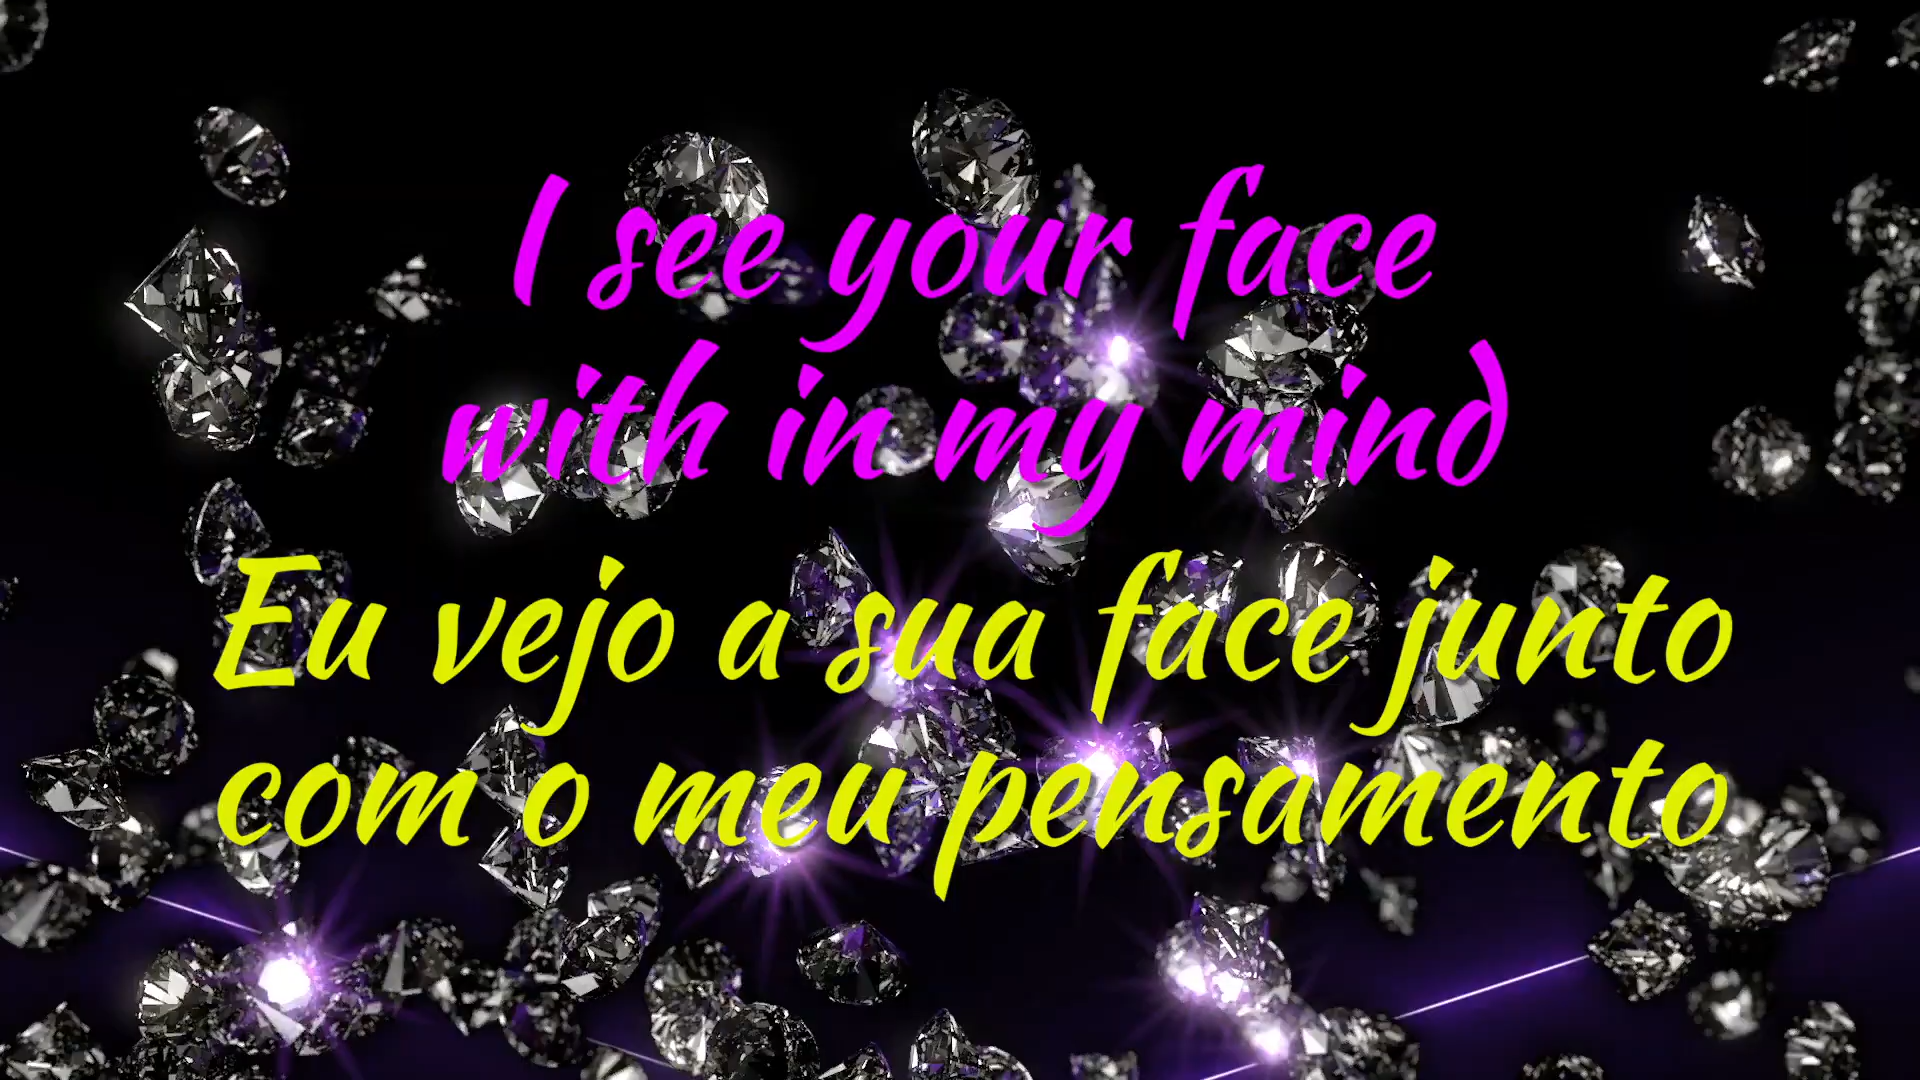 I see your face
with in my mind
Eu vejo a sua face junto
com o meu pensamento